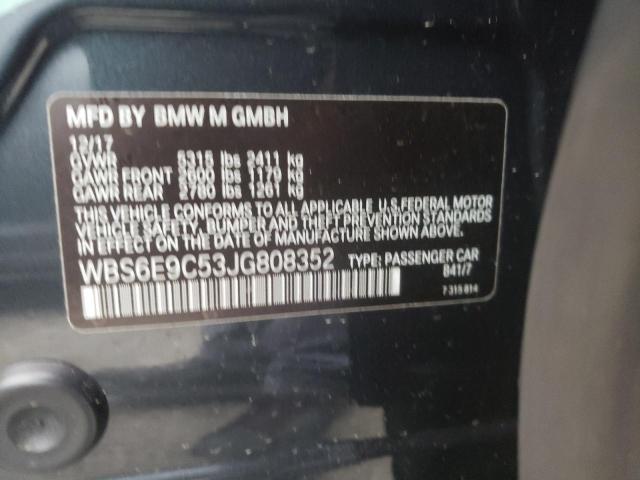 MFD BY BMW M GMBH
12/17
GVWR 5315 lbs 2411 kg
GAWR FRONT 2600 lbs 1179 kg
GAWR REAR 2780 lbs 1261 kg
THIS VEHICLE CONFORMS TO ALL APPLICABLE U.S. FEDERAL MOTOR
VEHICLE SAFETY, BUMPER, AND THEFT PREVENTION STANDARDS
IN EFFECT ON THE DATE OF MANUFACTURE SHOWN ABOVE.
WBS6E9C53JG808352 TYPE: PASSENGER CAR
B41/7
7 315 814